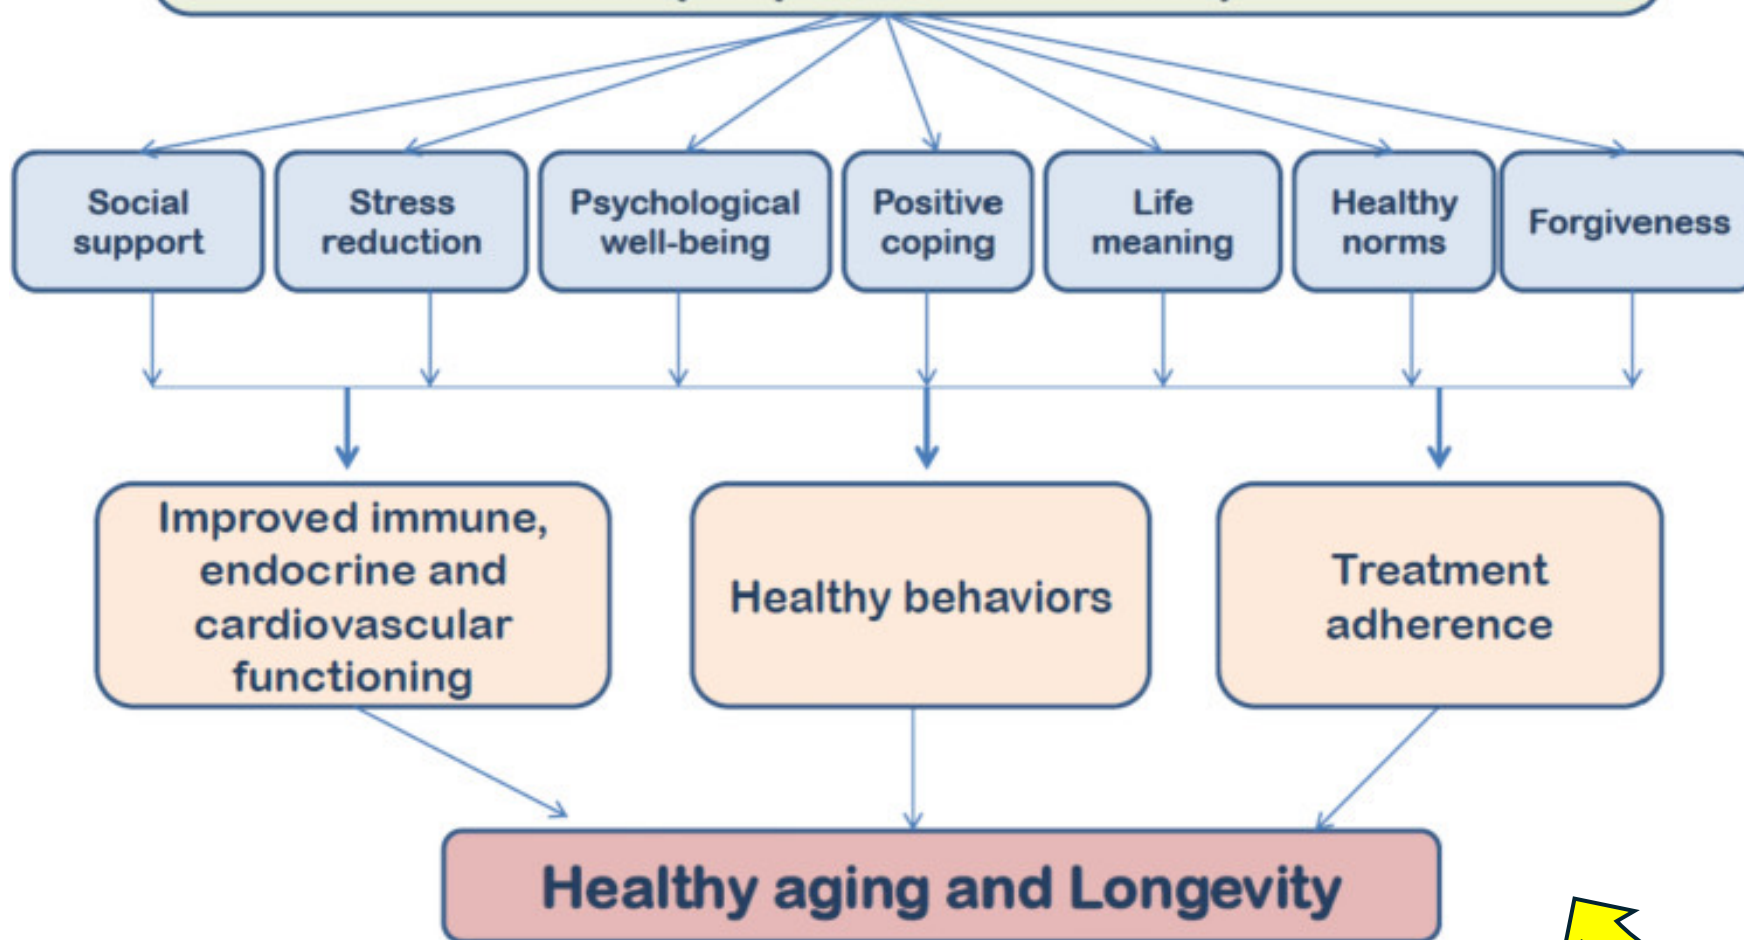 Social
support
Stress
reduction
Psychological
well-being
Positive
coping
Life
meaning
Healthy
norms
Forgiveness
Improved immune,
endocrine and
cardiovascular
functioning
Healthy behaviors
Treatment
adherence
Healthy aging and Longevity